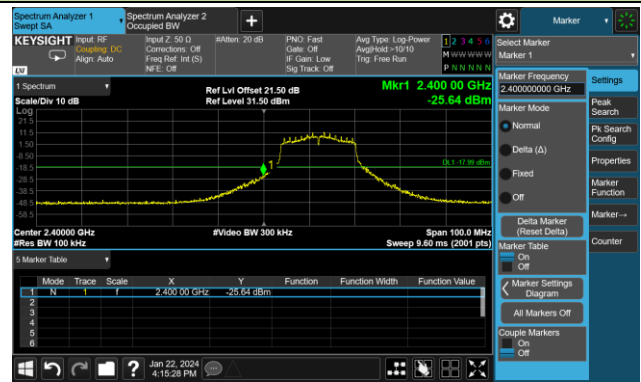 Spectrum Analyzer 1
Swept SA
Spectrum Analyzer 2
Occupied BW
Marker
KEYSIGHT
Input: RF
Coupling: DC
Align: Auto
Input Z: 50 Ω
Corrections: Off
Freq Ref: Int (S)
NFE: Off
#Atten: 20 dB
PNO: Fast
Gate: Off
IF Gain: Low
Sig Track: Off
Avg Type: Log-Power
Avg|Hold:>10/10
Trig: Free Run
1 2 3 4 5 6
M W W W W W
P N N N N N
LXI
Select Marker
Marker 1
1 Spectrum
Scale/Div 10 dB
Log
Ref Lvl Offset 21.50 dB
Ref Level 31.50 dBm
Mkr1 2.400 00 GHz
-25.64 dBm
21.5
11.5
1.50
-8.50
-18.5
-28.5
-38.5
-48.5
-58.5
1
DL1 -17.99 dBm
Center 2.40000 GHz
#Res BW 100 kHz
#Video BW 300 kHz
Span 100.0 MHz
Sweep 9.60 ms (2001 pts)
5 Marker Table
Mode Trace Scale X Y Function Function Width Function Value
1 N 1 f 2.400 00 GHz -25.64 dBm
2
3
4
5
6
Marker Frequency
2.400000000 GHz
Marker Mode
Normal
Delta (Δ)
Fixed
Off
Delta Marker
(Reset Delta)
Marker Table
On
Off
Marker Settings
Diagram
All Markers Off
Couple Markers
On
Off
Settings
Peak
Search
Pk Search
Config
Properties
Marker
Function
Marker→
Counter
?
Jan 22, 2024
4:15:28 PM